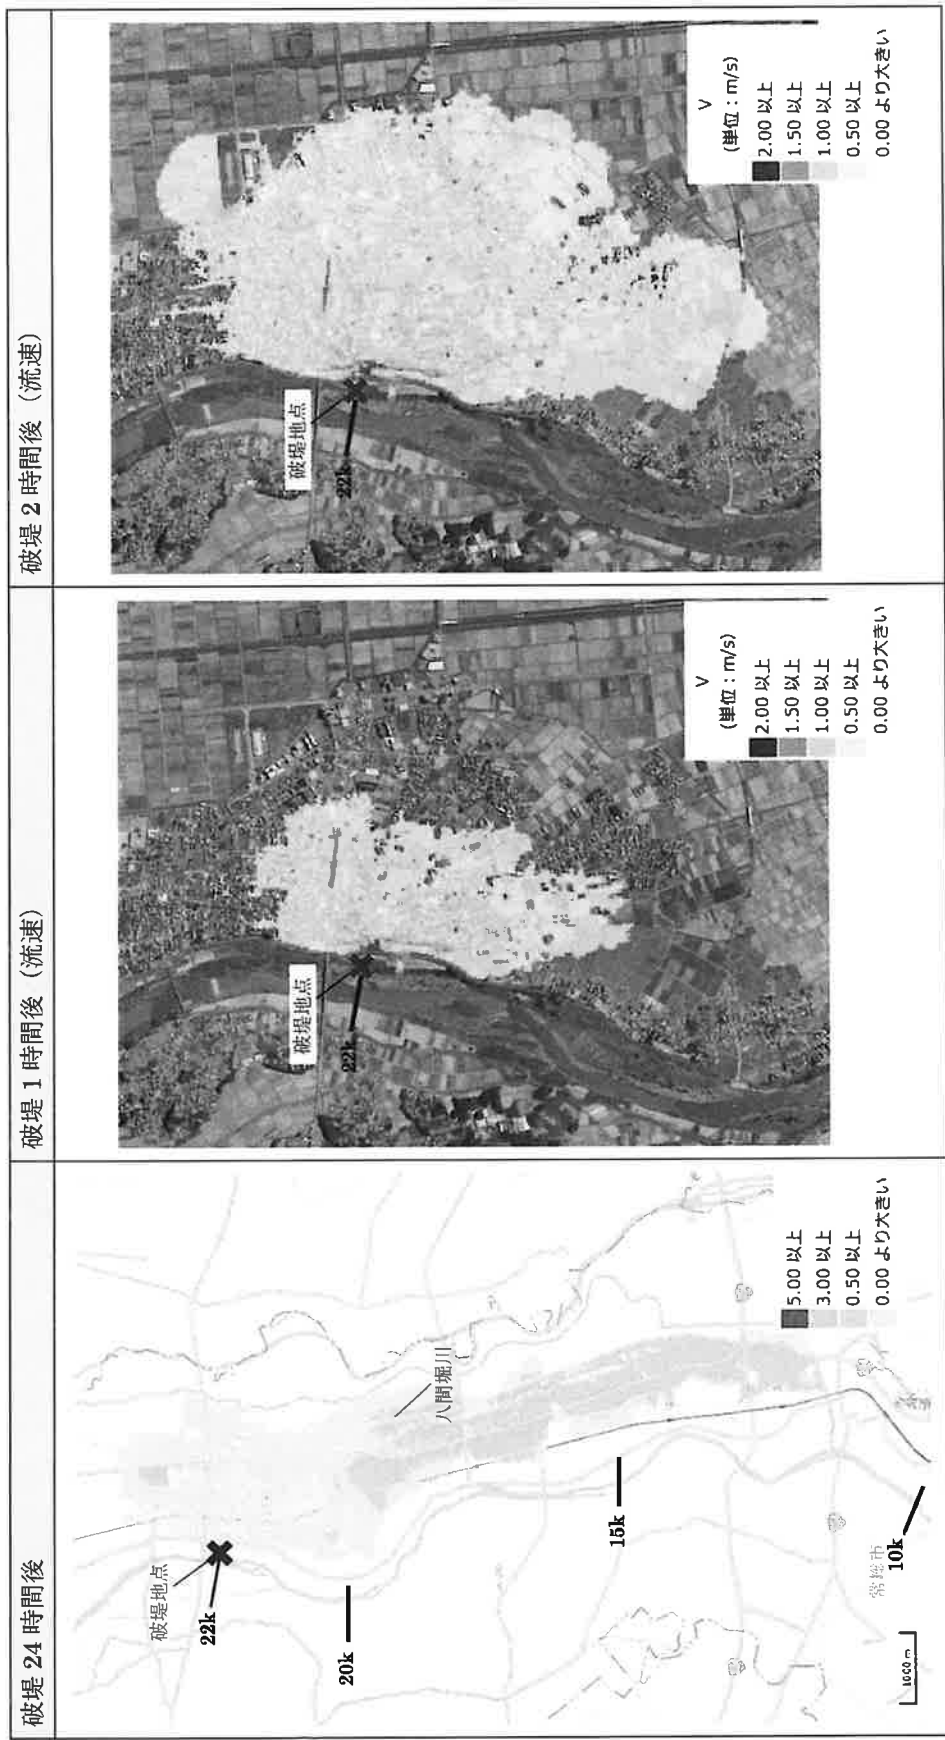 破堤 24 時間後
破堤地点
22k
20k
15k
10k
八間堀川
常総市
1000m
5.00 以上
3.00 以上
0.50 以上
0.00 より大きい
破堤 1 時間後（流速）
破堤地点
22k
V
(単位：m/s)
2.00 以上
1.50 以上
1.00 以上
0.50 以上
0.00 より大きい
破堤 2 時間後（流速）
破堤地点
22k
V
(単位：m/s)
2.00 以上
1.50 以上
1.00 以上
0.50 以上
0.00 より大きい